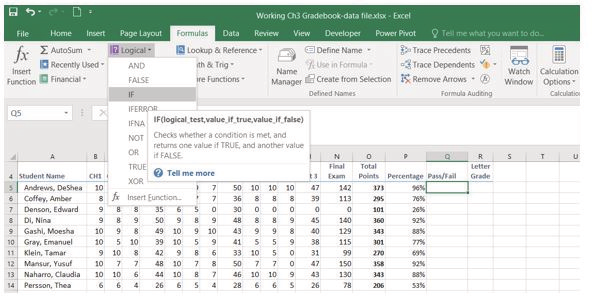 Working Ch3 Gradebook-data file.xlsx - Excel
File Home Insert Page Layout Formulas Data Review View Developer Power Pivot Tell me what you want to do...
AutoSum Logical Lookup & Reference Define Name Trace Precedents
Recently Used AND th & Trig Use in Formula Trace Dependents
Insert Function Financial FALSE re Functions Name Manager Create from Selection Remove Arrows Watch Window Calculation Options
IF Defined Names Formula Auditing
IFERROR
Q5
IFNA
IF(logical_test,value_if_true,value_if_false)
NOT
Checks whether a condition is met, and
OR
returns one value if TRUE, and another value
if FALSE.
TRUE
Tell me more
XOR
fx Insert Function...
A B O P Q R S T U
4 Student Name CH1 t 3 Final Exam Total Points Percentage Pass/Fail Letter Grade
5 Andrews, DeShea 10 7 50 10 10 10 47 142 373 96%
6 Coffey, Amber 8 7 36 8 8 8 39 113 295 76%
7 Denson, Edward 9 8 8 35 6 5 0 30 0 0 0 0 0 101 26%
8 Di, Nina 9 8 9 50 9 8 9 48 8 8 9 45 140 360 92%
9 Gashi, Moesha 10 9 8 49 10 9 10 43 9 9 8 40 129 343 88%
10 Gray, Emanuel 10 5 10 39 10 5 9 41 5 5 9 38 115 301 77%
11 Klein, Tamar 9 10 8 42 9 8 6 33 10 5 0 31 99 270 69%
12 Mansur, Yusuf 10 7 7 48 10 7 8 50 7 7 0 47 150 358 92%
13 Naharro, Claudia 10 10 6 44 10 8 7 46 10 10 9 43 130 343 88%
14 Persson, Thea 6 6 4 26 6 5 4 28 6 6 5 26 78 206 53%